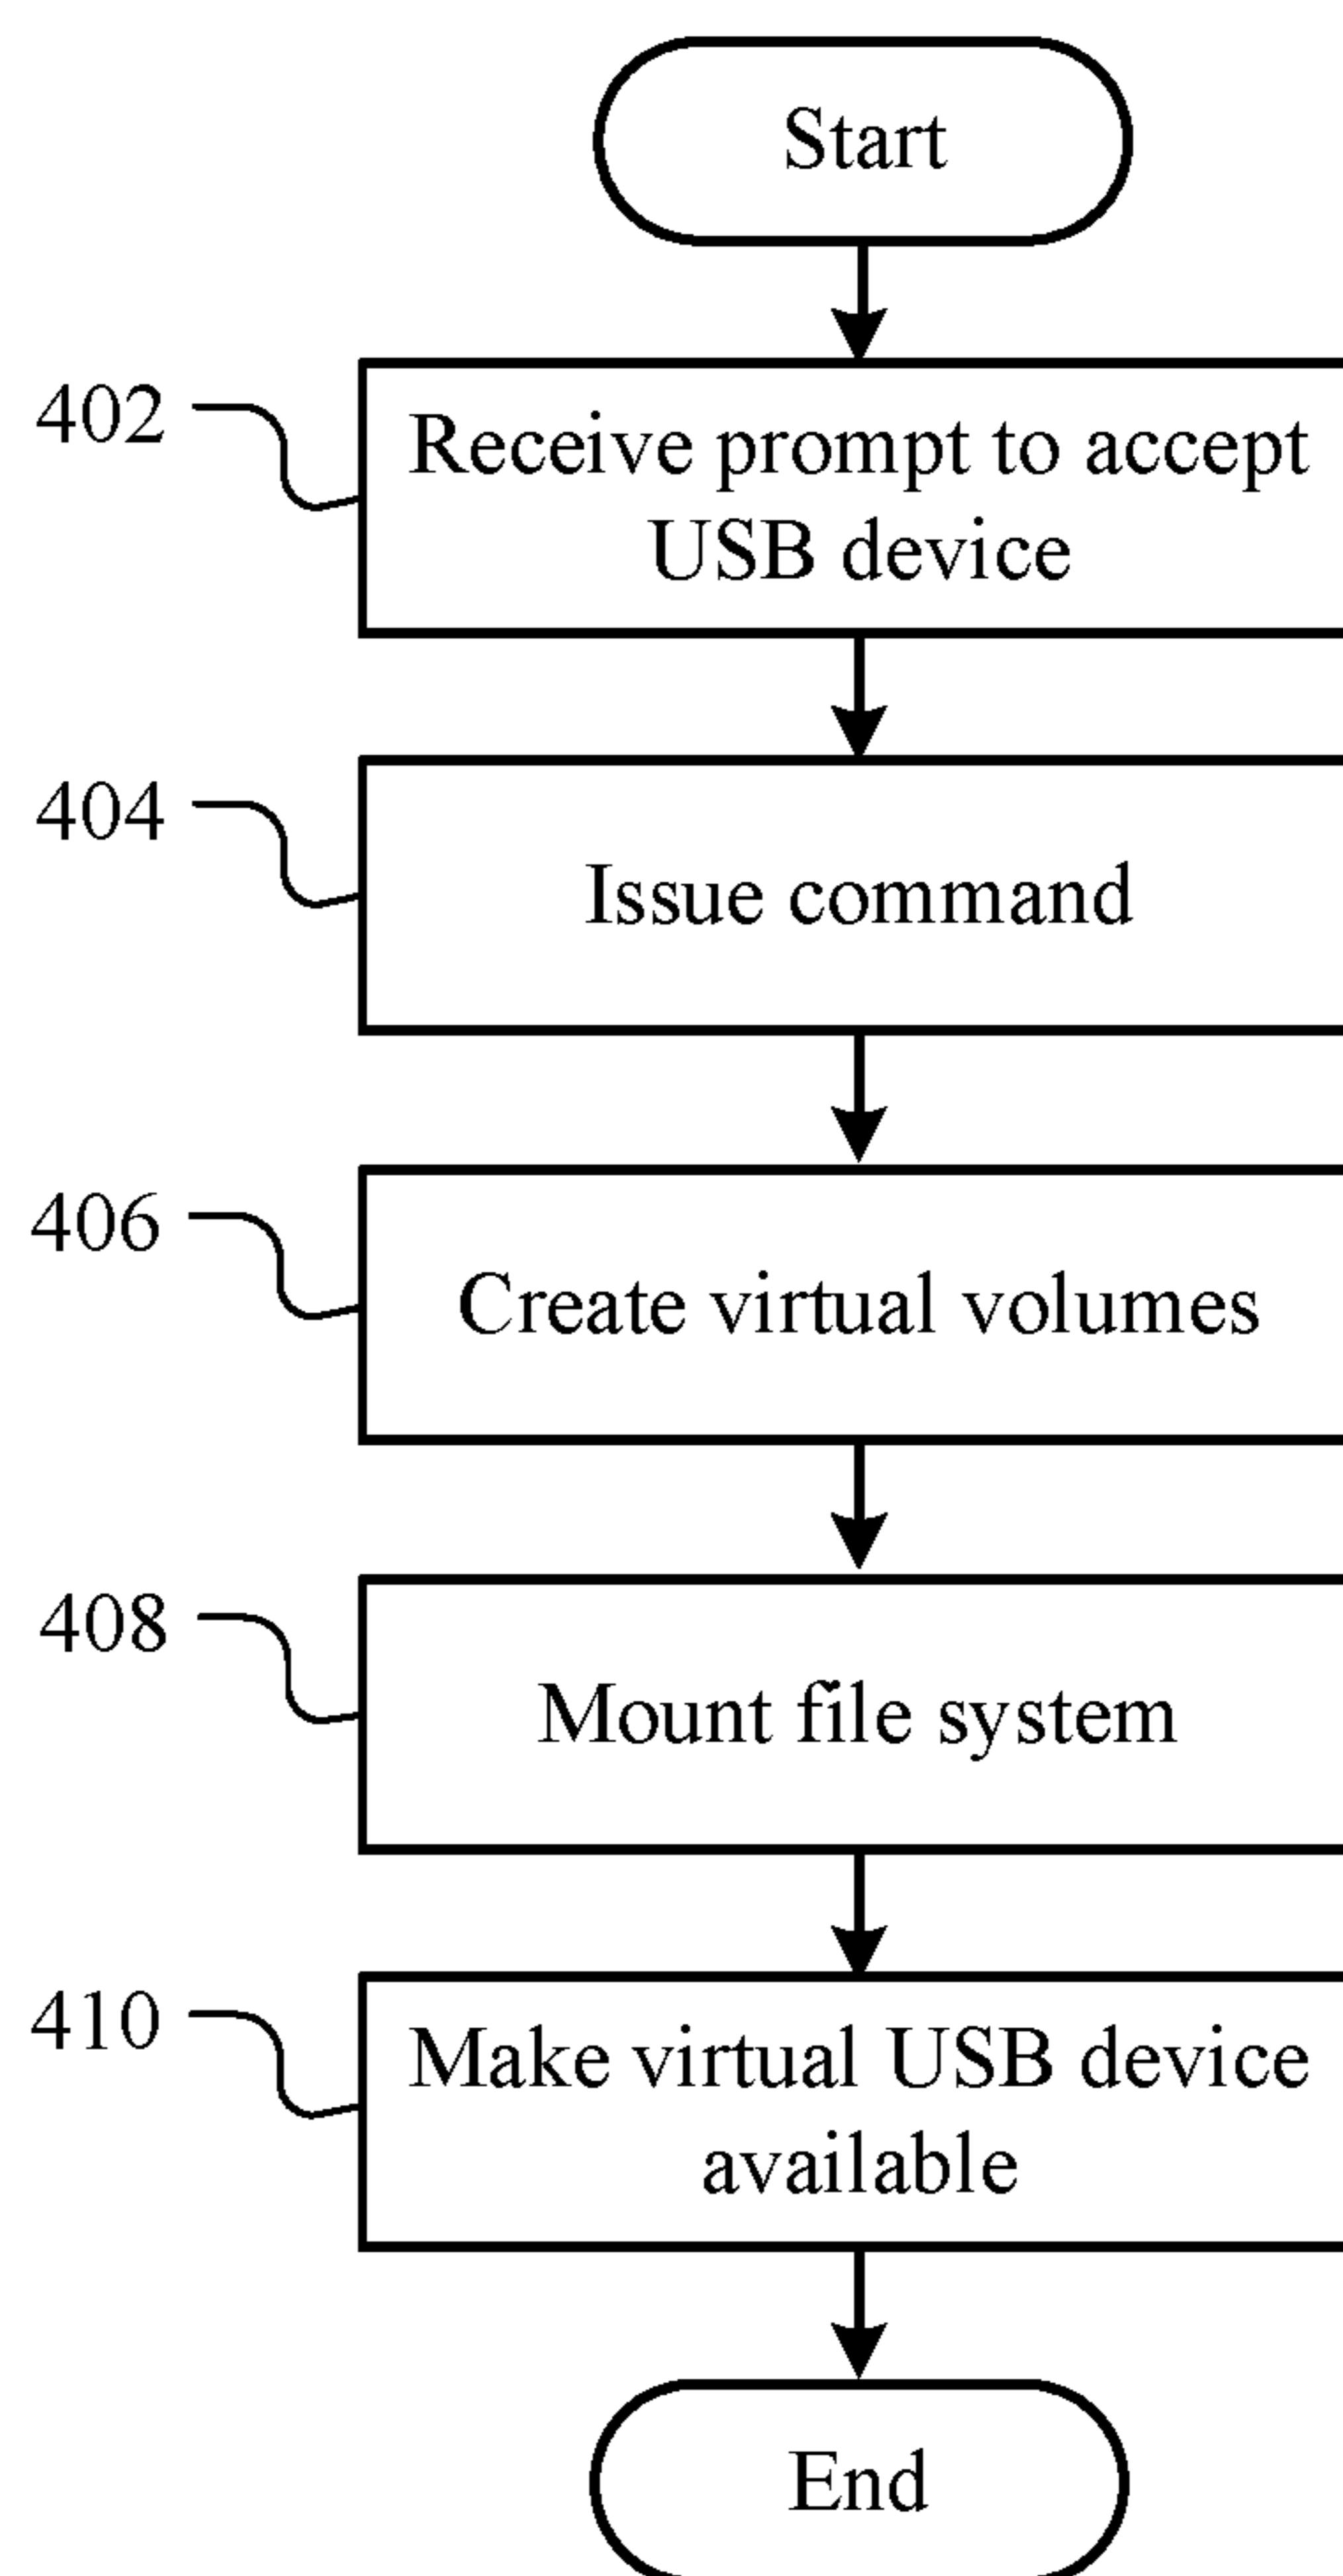 Start
402
Receive prompt to accept
USB device
404
Issue command
406
Create virtual volumes
408
Mount file system
410
Make virtual USB device
available
End